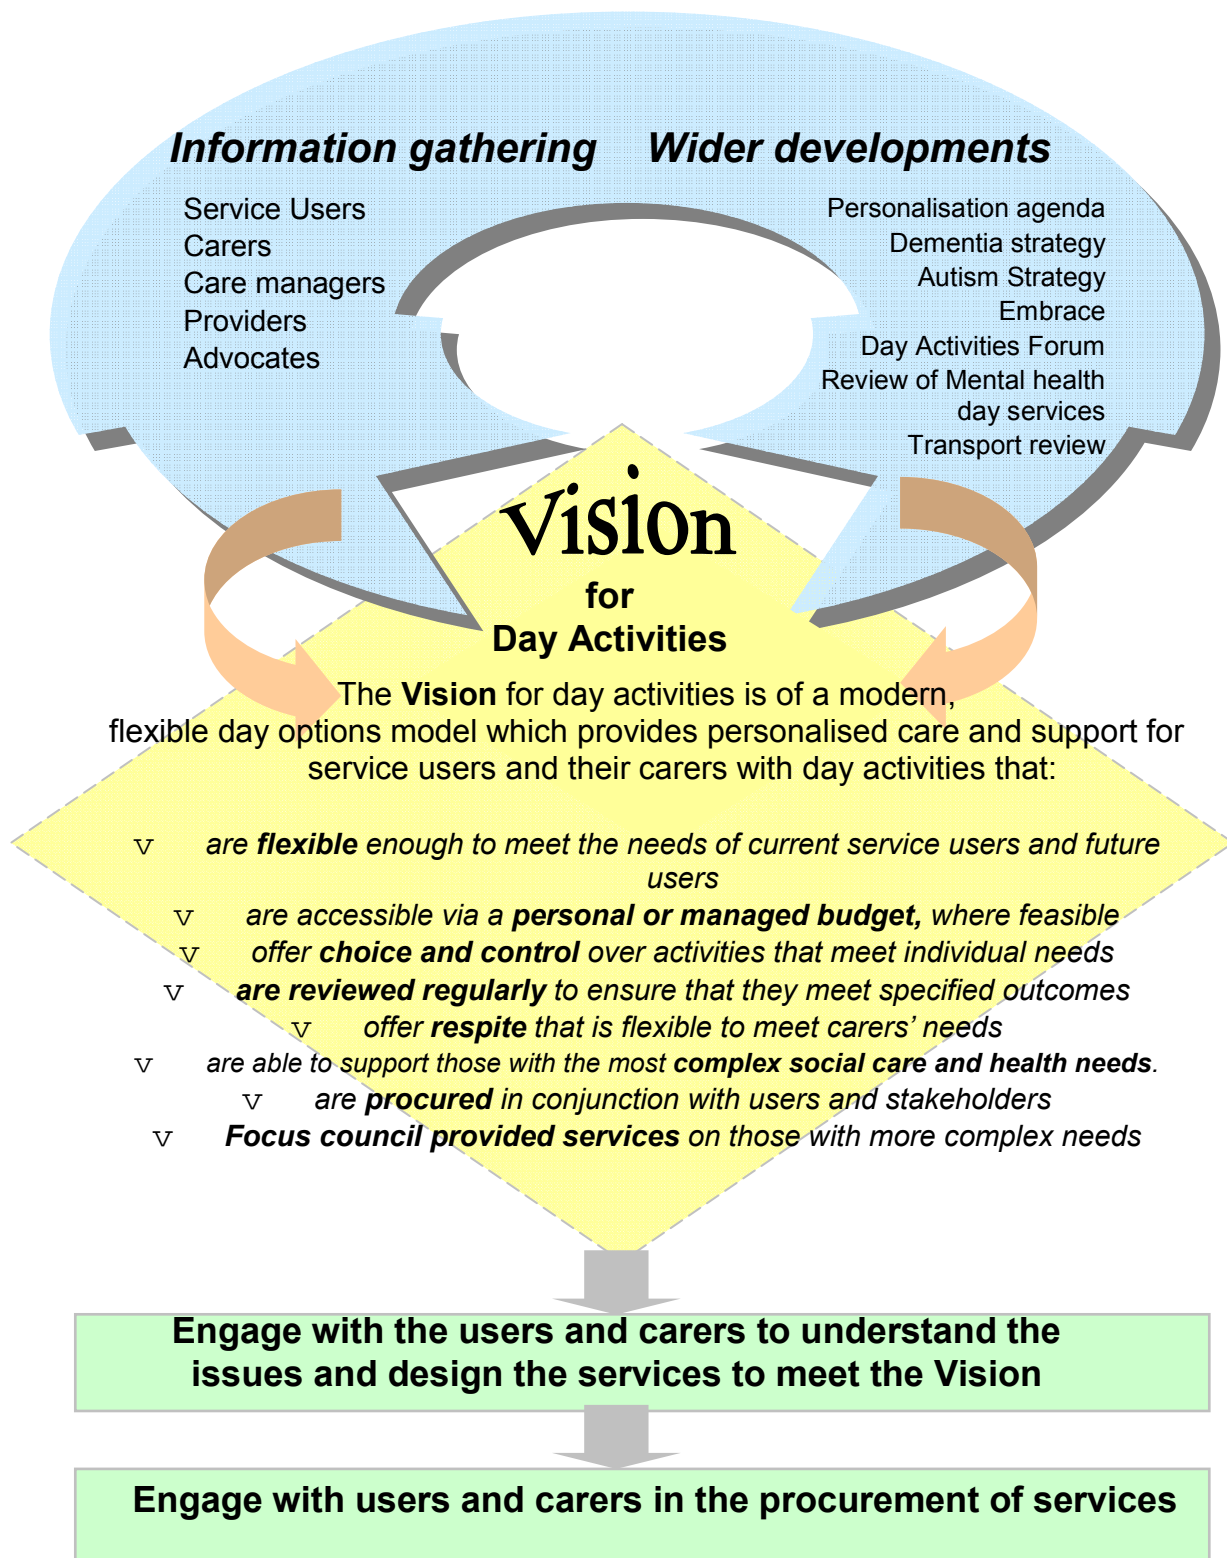 Information gathering
Service Users
Carers
Care managers
Providers
Advocates
Wider developments
Personalisation agenda
Dementia strategy
Autism Strategy
Embrace
Day Activities Forum
Review of Mental health
day services
Transport review
Vision
for
Day Activities
The Vision for day activities is of a modern,
flexible day options model which provides personalised care and support for
service users and their carers with day activities that:
v are flexible enough to meet the needs of current service users and future
users
v are accessible via a personal or managed budget, where feasible
v offer choice and control over activities that meet individual needs
v are reviewed regularly to ensure that they meet specified outcomes
v offer respite that is flexible to meet carers’ needs
v are able to support those with the most complex social care and health needs.
v are procured in conjunction with users and stakeholders
v Focus council provided services on those with more complex needs
Engage with the users and carers to understand the
issues and design the services to meet the Vision
Engage with users and carers in the procurement of services